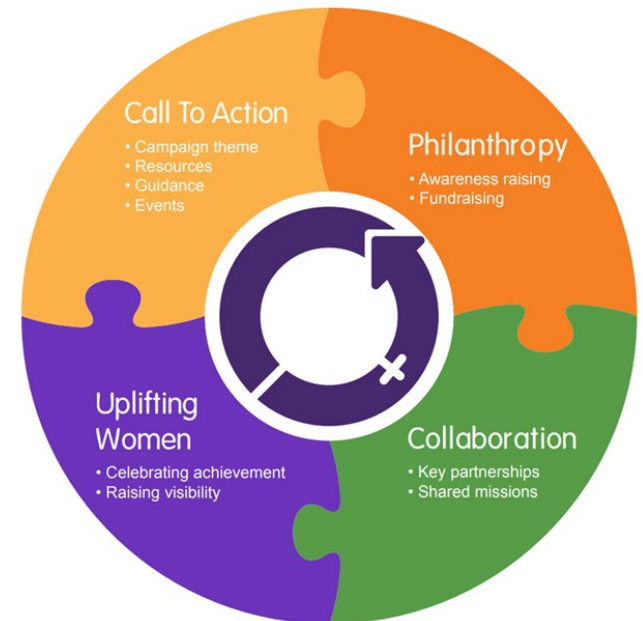 Call To Action
• Campaign theme
• Resources
• Guidance
• Events
Philanthropy
• Awareness raising
• Fundraising
Uplifting
Women
• Celebrating achievement
• Raising visibility
Collaboration
• Key partnerships
• Shared missions